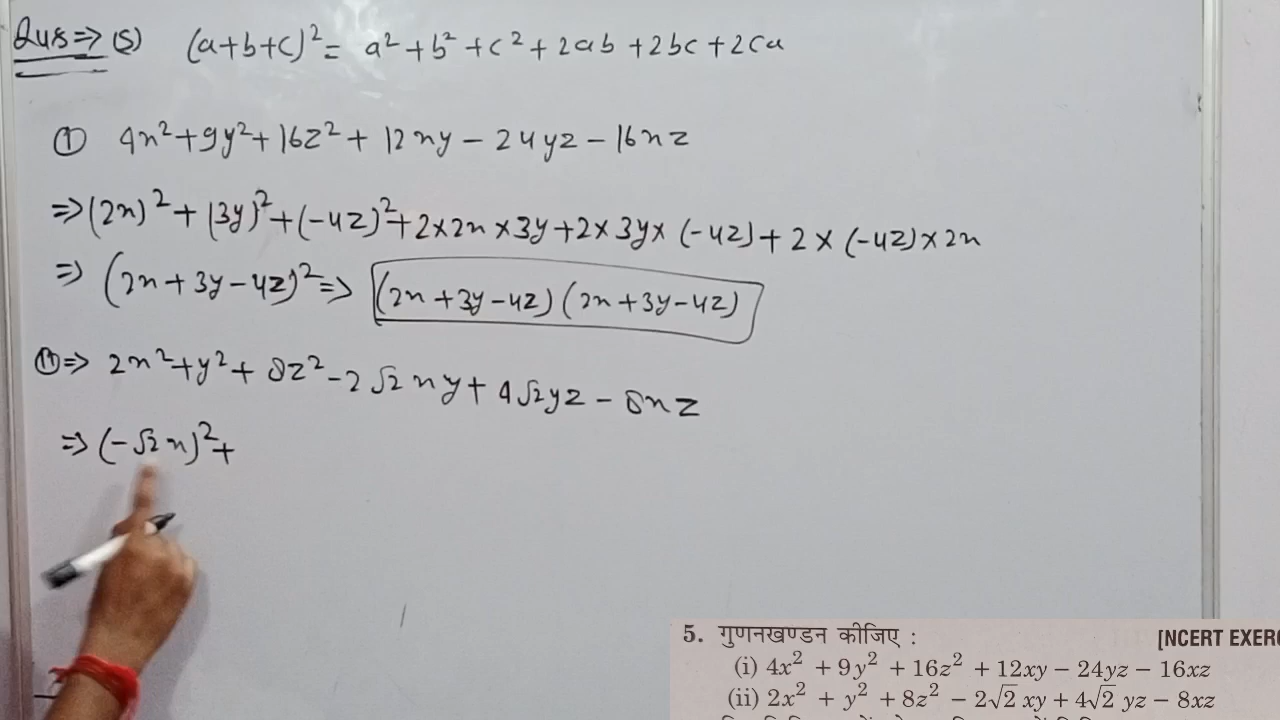 Ques⇒ (5) (a+b+c)² = a² + b² + c² + 2ab + 2bc + 2ca
① 4x² + 9y² + 16z² + 12xy − 24yz − 16xz
⇒ (2x)² + (3y)² + (−4z)² + 2×2x×3y + 2×3y×(−4z) + 2×(−4z)×2x
⇒ (2x + 3y − 4z)² ⇒ (2x + 3y − 4z) (2x + 3y − 4z)
⑪⇒ 2x² + y² + 8z² − 2√2 xy + 4√2 yz − 8xz
⇒ (−√2 x)² +
5. गुणनखण्डन कीजिए : [NCERT EXER
(i) 4x² + 9y² + 16z² + 12xy − 24yz − 16xz
(ii) 2x² + y² + 8z² − 2√2 xy + 4√2 yz − 8xz